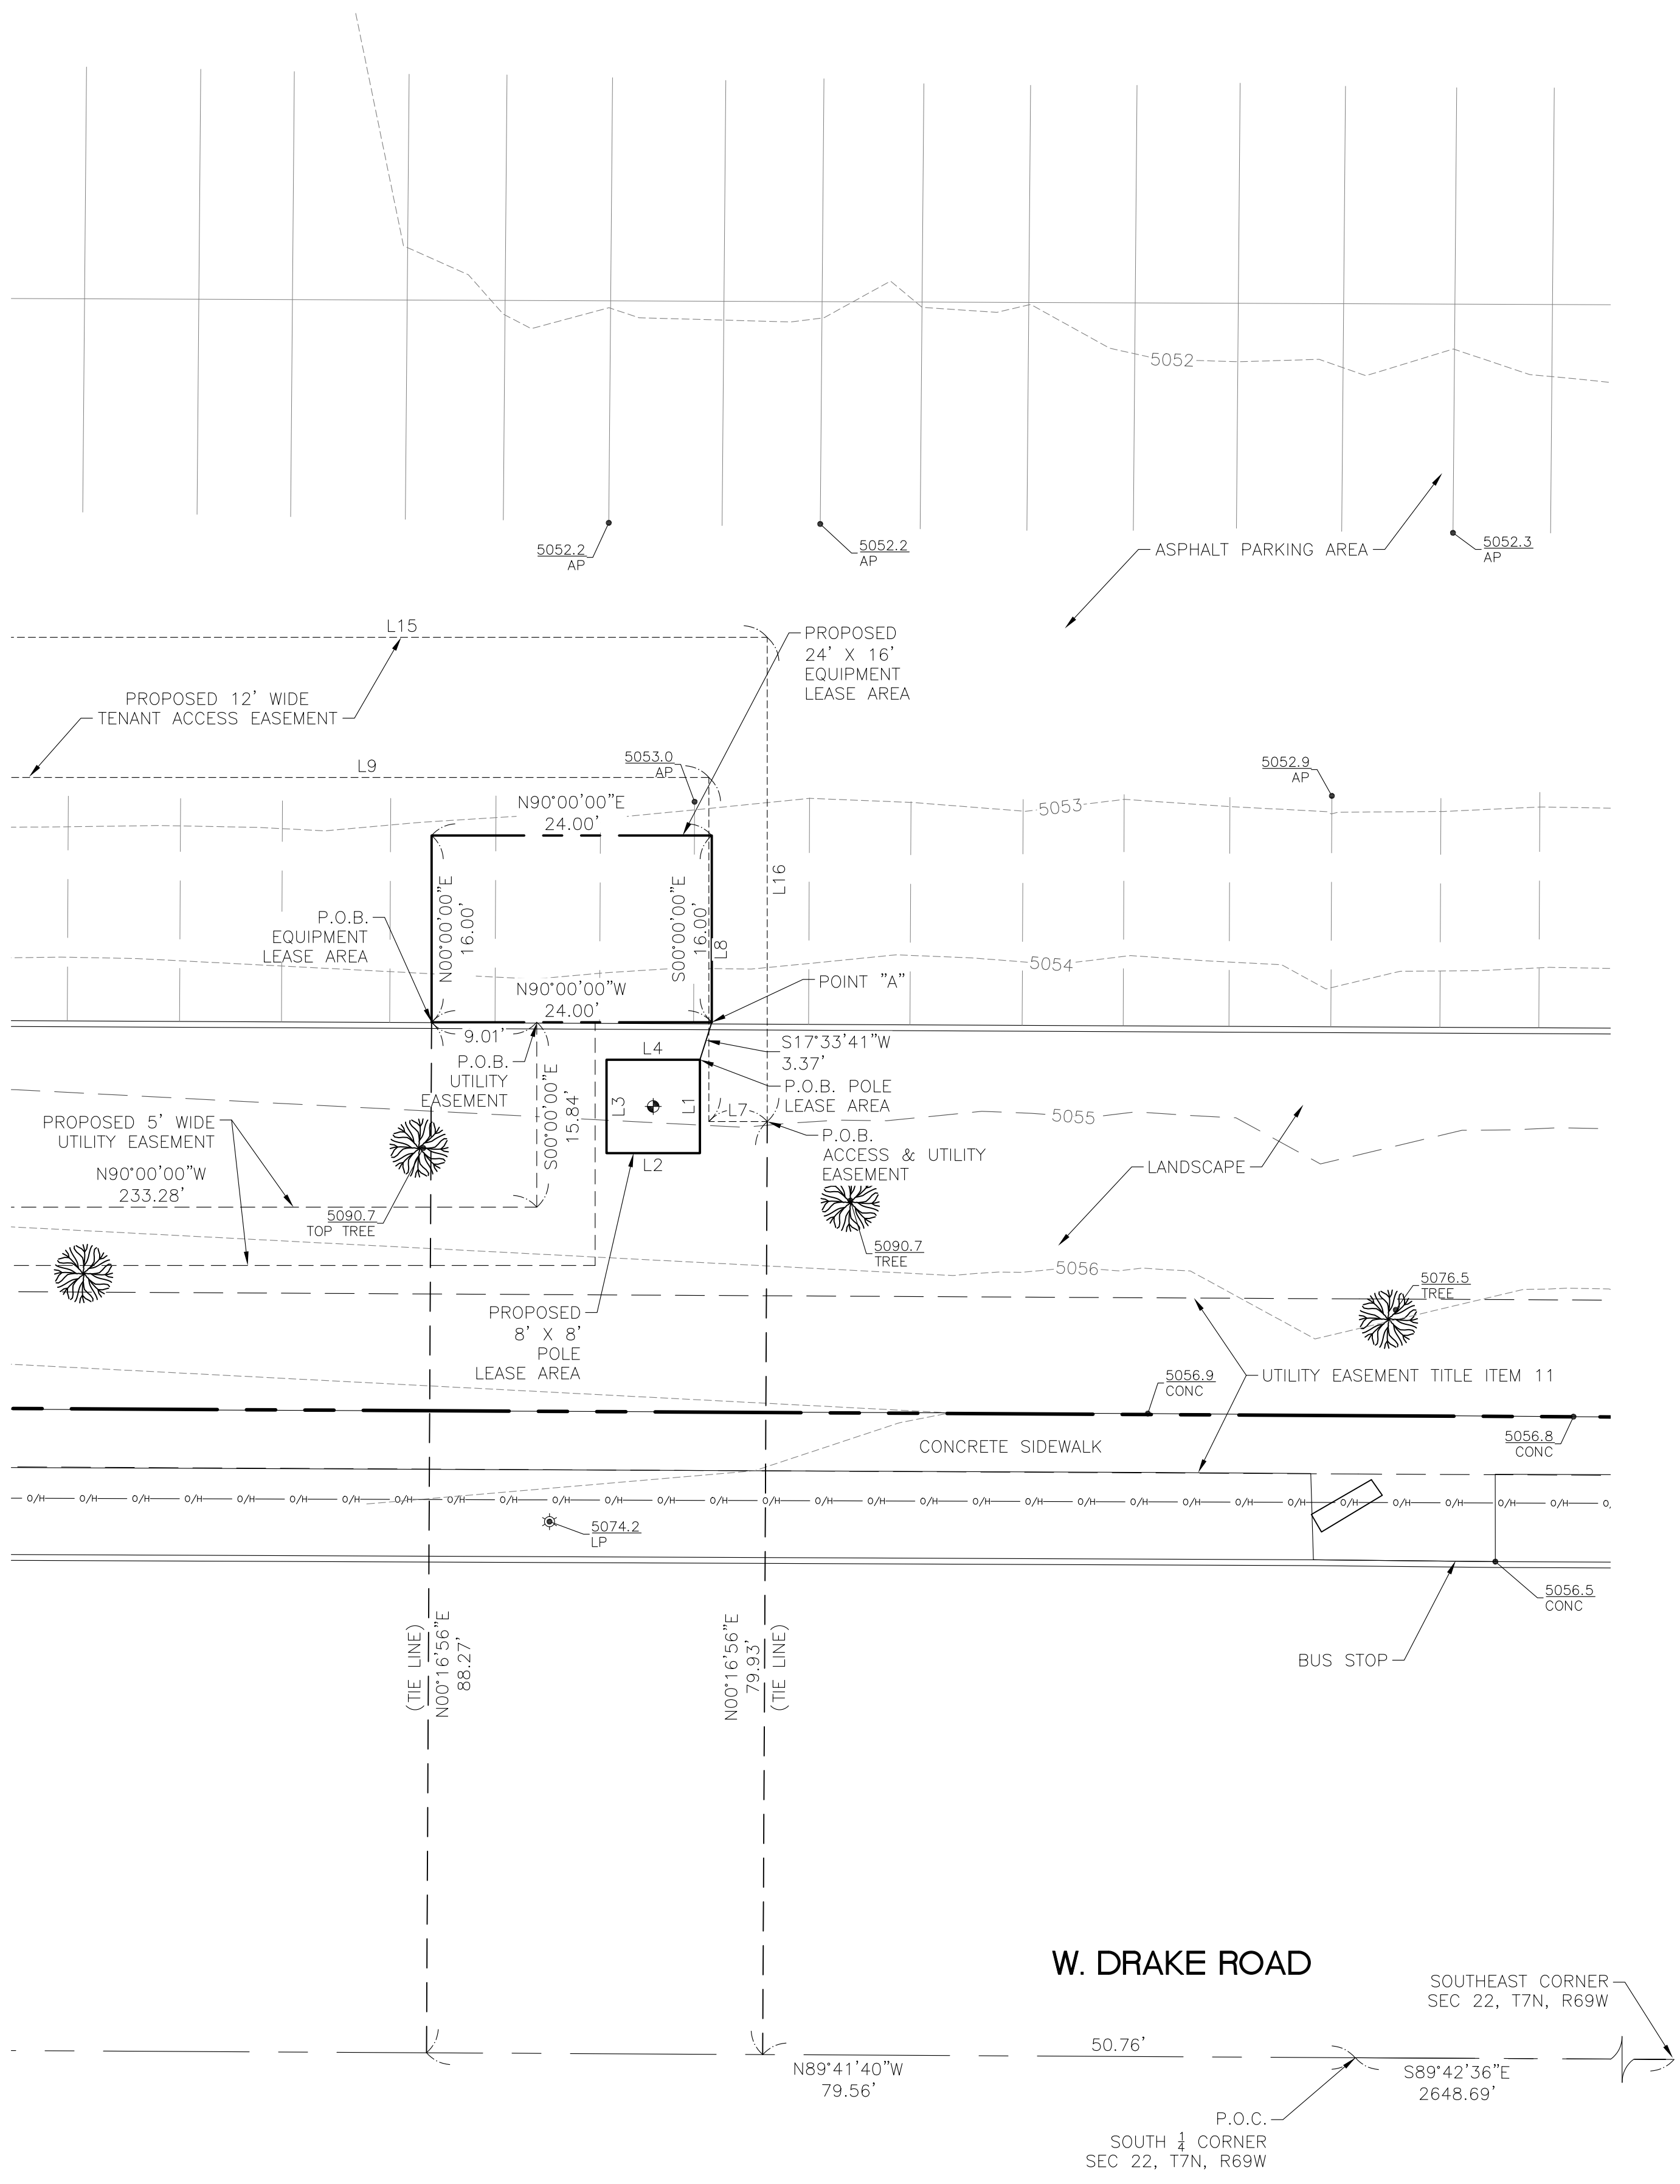 5052
5052.2
AP
5052.2
AP
5052.3
AP
ASPHALT PARKING AREA
L15
PROPOSED
24' X 16'
EQUIPMENT
LEASE AREA
PROPOSED 12' WIDE
TENANT ACCESS EASEMENT
L9
5053.0
AP
5052.9
AP
N90°00'00"E
24.00'
5053
L16
N00°00'00"E
16.00'
S00°00'00"E
16.00'
L8
P.O.B.
EQUIPMENT
LEASE AREA
5054
POINT "A"
N90°00'00"W
24.00'
9.01'
P.O.B.
UTILITY
EASEMENT
S00°00'00"E
15.84'
L4
L3
L1
L2
S17°33'41"W
3.37'
P.O.B. POLE
LEASE AREA
L7
P.O.B.
ACCESS & UTILITY
EASEMENT
5055
PROPOSED 5' WIDE
UTILITY EASEMENT
N90°00'00"W
233.28'
LANDSCAPE
5090.7
TOP TREE
5090.7
TREE
5056
5076.5
TREE
PROPOSED
8' X 8'
POLE
LEASE AREA
5056.9
CONC
UTILITY EASEMENT TITLE ITEM 11
5056.8
CONC
CONCRETE SIDEWALK
O/H O/H O/H O/H O/H O/H O/H O/H O/H O/H O/H O/H O/H O/H O/H O/H O/H O/H O/H O/H O/H O/H O/H O/H O/H O/H O/H O/H O/H O/H O/
5074.2
LP
5056.5
CONC
BUS STOP
(TIE LINE)
N00°16'56"E
88.27'
N00°16'56"E
79.93'
(TIE LINE)
W. DRAKE ROAD
SOUTHEAST CORNER
SEC 22, T7N, R69W
50.76'
N89°41'40"W
79.56'
S89°42'36"E
2648.69'
P.O.C.
SOUTH 1/4 CORNER
SEC 22, T7N, R69W